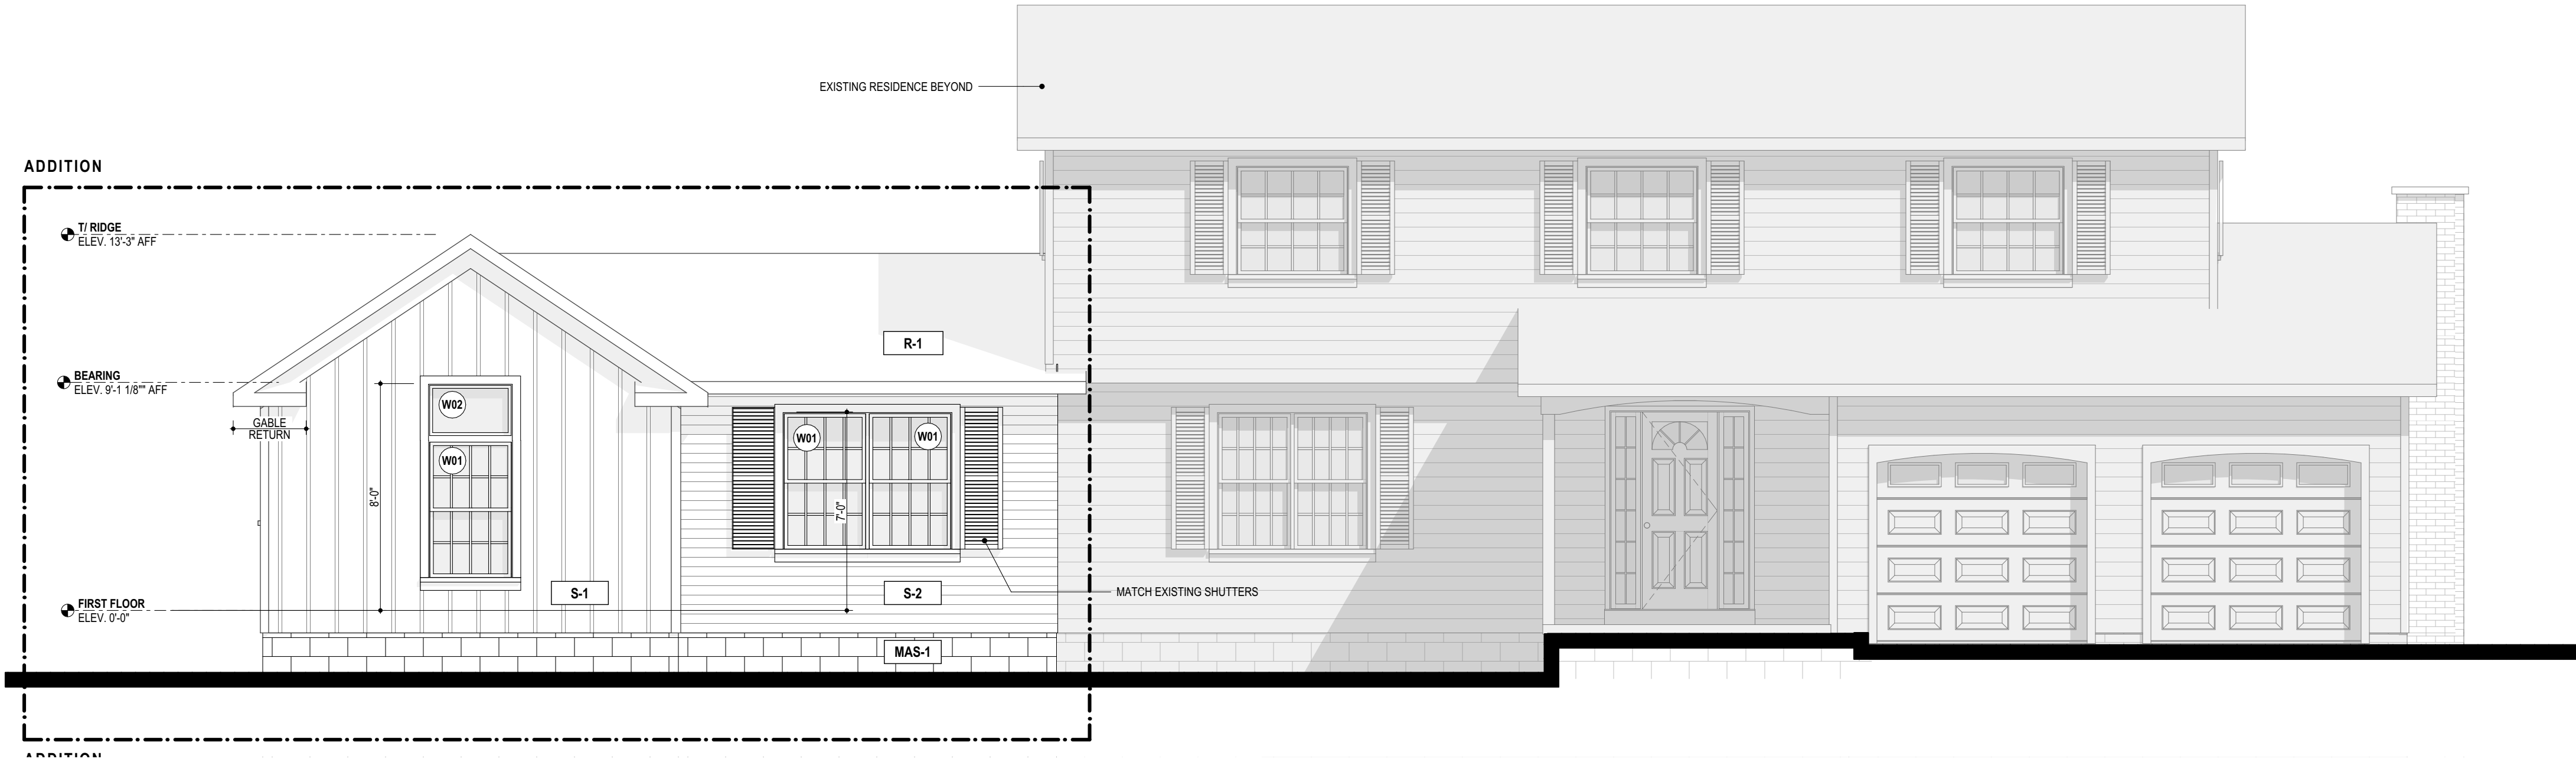 EXISTING RESIDENCE BEYOND
ADDITION
T/ RIDGE
ELEV. 13'-3" AFF
R-1
BEARING
ELEV. 9'-1 1/8"" AFF
W02
GABLE
RETURN
W01
W01
W01
8'-0"
7'-0"
S-1
S-2
MATCH EXISTING SHUTTERS
FIRST FLOOR
ELEV. 0'-0"
MAS-1
ADDITION